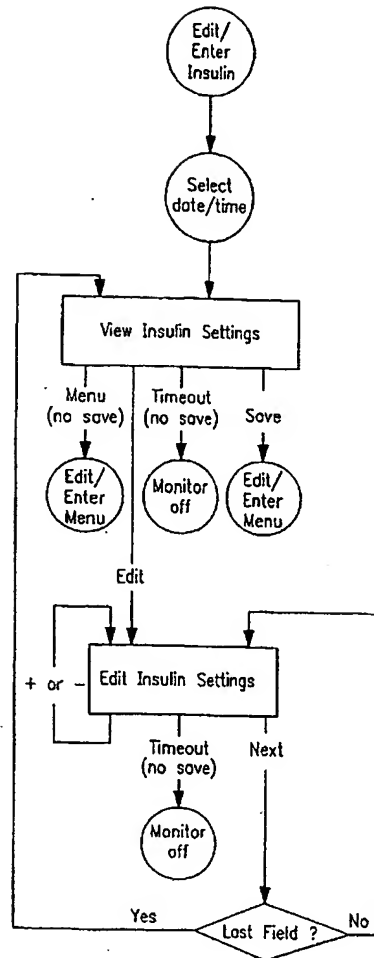 Edit/
Enter
Insulin
Select
date/time
View Insulin Settings
Menu
(no save)
Timeout
(no save)
Save
Edit/
Enter
Menu
Monitor
off
Edit/
Enter
Menu
Edit
+ or -
Edit Insulin Settings
Timeout
(no save)
Next
Monitor
off
Yes
Last Field ?
No